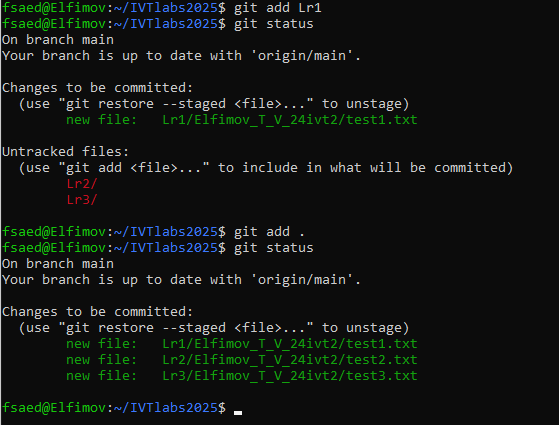 fsaed@Elfimov:~/IVTlabs2025$ git add Lr1
fsaed@Elfimov:~/IVTlabs2025$ git status
On branch main
Your branch is up to date with 'origin/main'.
Changes to be committed:
  (use "git restore --staged <file>..." to unstage)
        new file:   Lr1/Elfimov_T_V_24ivt2/test1.txt
Untracked files:
  (use "git add <file>..." to include in what will be committed)
        Lr2/
        Lr3/
fsaed@Elfimov:~/IVTlabs2025$ git add .
fsaed@Elfimov:~/IVTlabs2025$ git status
On branch main
Your branch is up to date with 'origin/main'.
Changes to be committed:
  (use "git restore --staged <file>..." to unstage)
        new file:   Lr1/Elfimov_T_V_24ivt2/test1.txt
        new file:   Lr2/Elfimov_T_V_24ivt2/test2.txt
        new file:   Lr3/Elfimov_T_V_24ivt2/test3.txt
fsaed@Elfimov:~/IVTlabs2025$